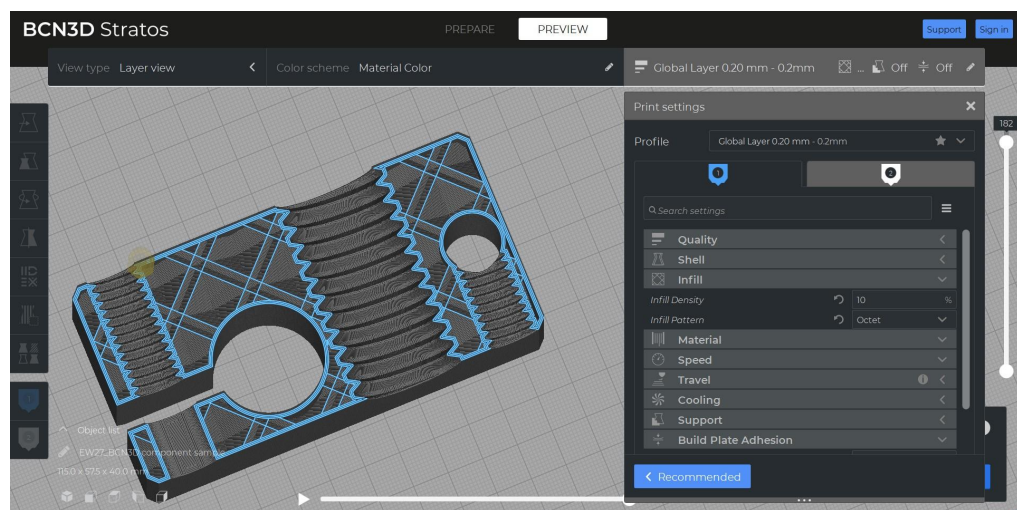 BCN3D Stratos
PREPARE
PREVIEW
Support
Sign in
View type Layer view
Color scheme Material Color
Global Layer 0.20 mm - 0.2mm
... Off Off
Print settings
Profile
Global Layer 0.20 mm - 0.2mm
182
1
2
Search settings
Quality
Shell
Infill
Infill Density 10 %
Infill Pattern Octet
Material
Speed
Travel
Cooling
Support
Build Plate Adhesion
Recommended
Object list
EW27_BCN3D component sample
115.0 x 57.5 x 40.0 mm